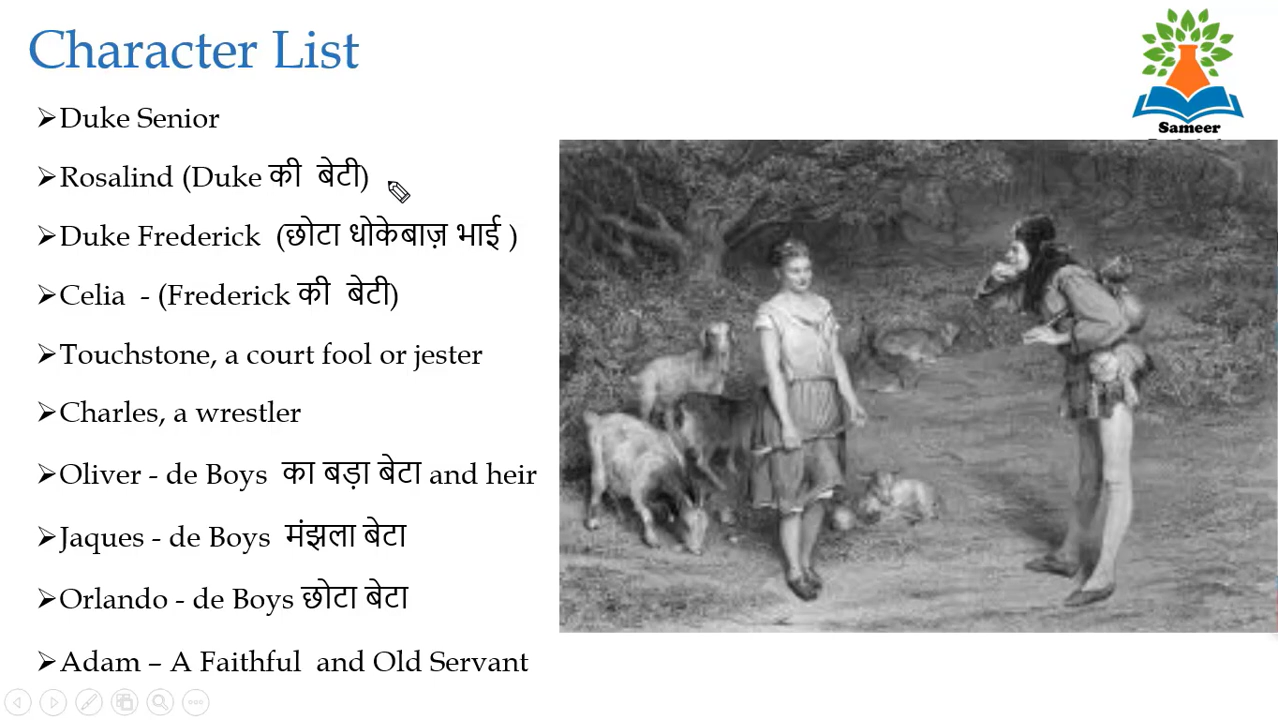 Character List
Sameer
➢Duke Senior
➢Rosalind (Duke की बेटी)
➢Duke Frederick (छोटा धोकेबाज़ भाई )
➢Celia - (Frederick की बेटी)
➢Touchstone, a court fool or jester
➢Charles, a wrestler
➢Oliver - de Boys का बड़ा बेटा and heir
➢Jaques - de Boys मंझला बेटा
➢Orlando - de Boys छोटा बेटा
➢Adam – A Faithful and Old Servant